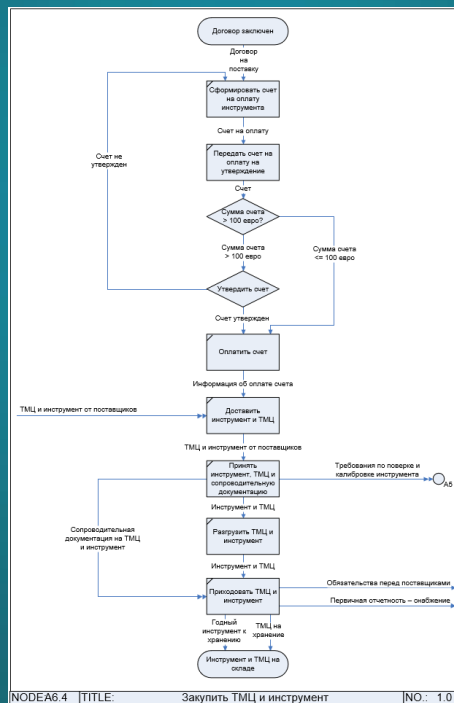 Договор заключен
Договор
на
поставку
Сформировать счет
на оплату
инструмента
Счет на оплату
Счет не
утвержден
Передать счет на
оплату на
утверждение
Счет
Сумма счета
> 100 евро?
Сумма счета
> 100 евро
Сумма счета
<= 100 евро
Утвердить счет
Счет утвержден
Оплатить счет
Информация об оплате счета
ТМЦ и инструмент от поставщиков
Доставить
инструмент и ТМЦ
ТМЦ и инструмент от поставщиков
Принять
инструмент, ТМЦ и
сопроводительную
документацию
Требования по поверке и
калибровке инструмента
A5
Инструмент и ТМЦ
Сопроводительная
документация на ТМЦ
и инструмент
Разгрузить ТМЦ и
инструмент
Инструмент и ТМЦ
Приходовать ТМЦ и
инструмент
Обязательства перед поставщиками
Первичная отчетность – снабжение
Годный
инструмент к
хранению
ТМЦ на
хранение
Инструмент и ТМЦ на
складе
NODE: A6.4 TITLE: Закупить ТМЦ и инструмент NO.: 1.0